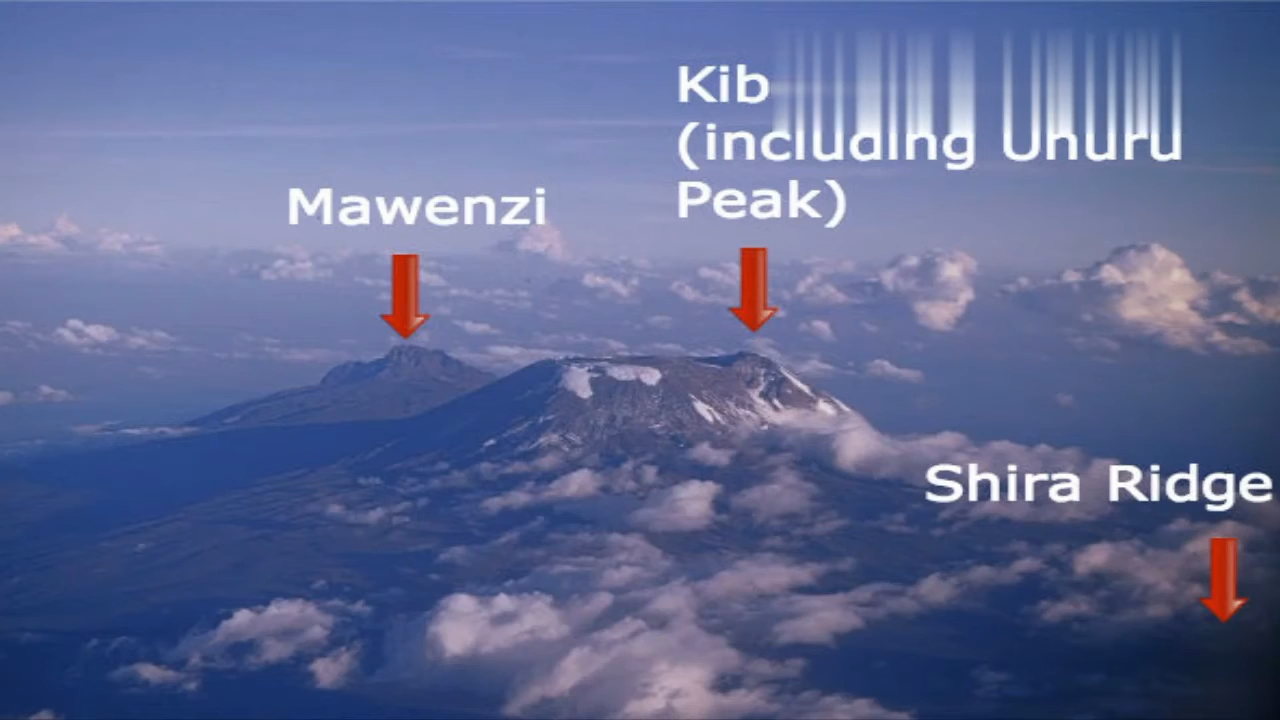 Mawenzi
Kib
(including Uhuru
Peak)
Shira Ridge